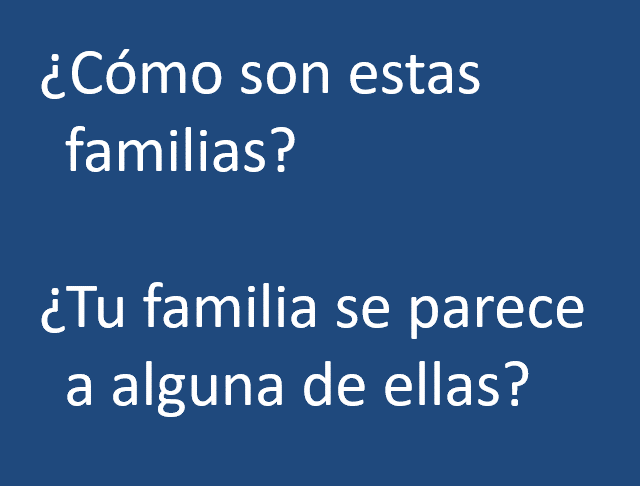 ¿Cómo son estas
familias?
¿Tu familia se parece
a alguna de ellas?